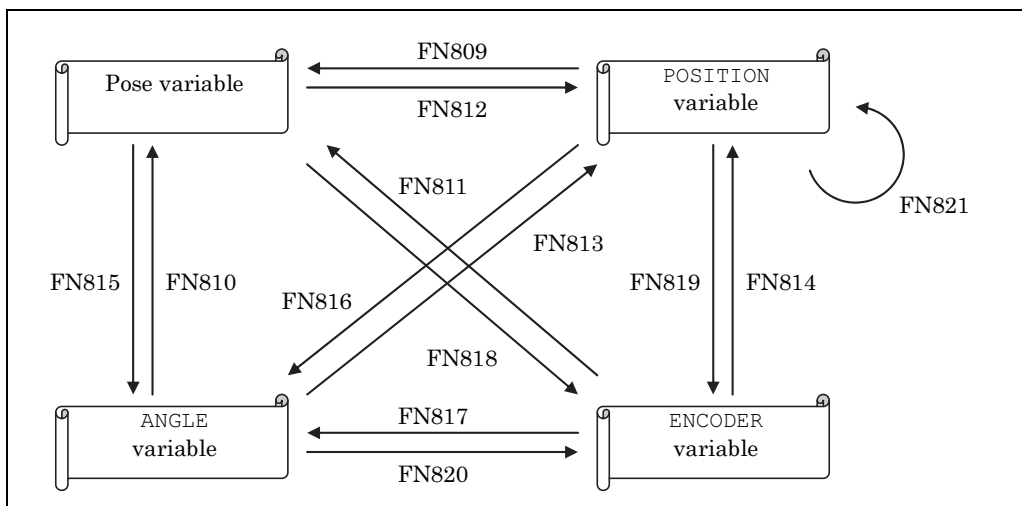 FN809
Pose variable
POSITION
variable
FN812
FN811
FN821
FN813
FN815
FN810
FN819
FN814
FN816
FN818
ANGLE
variable
FN817
ENCODER
variable
FN820